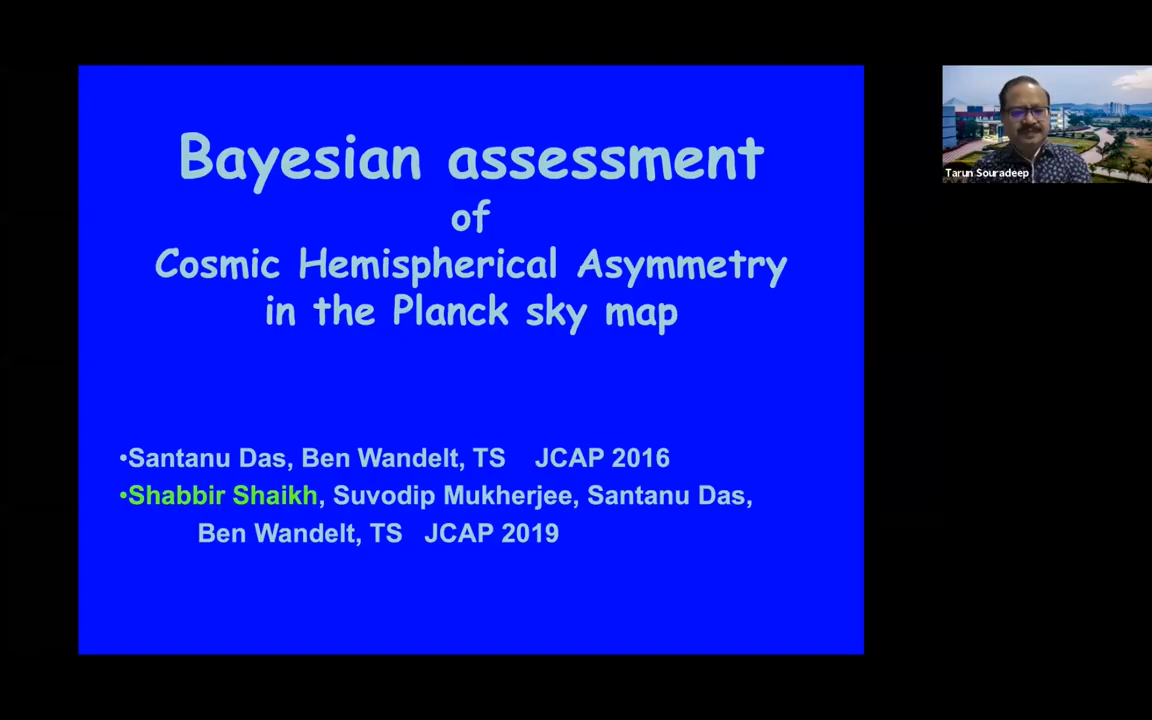 Bayesian assessment
of
Cosmic Hemispherical Asymmetry
in the Planck sky map
•Santanu Das, Ben Wandelt, TS JCAP 2016
•Shabbir Shaikh, Suvodip Mukherjee, Santanu Das,
Ben Wandelt, TS JCAP 2019
Tarun Souradeep